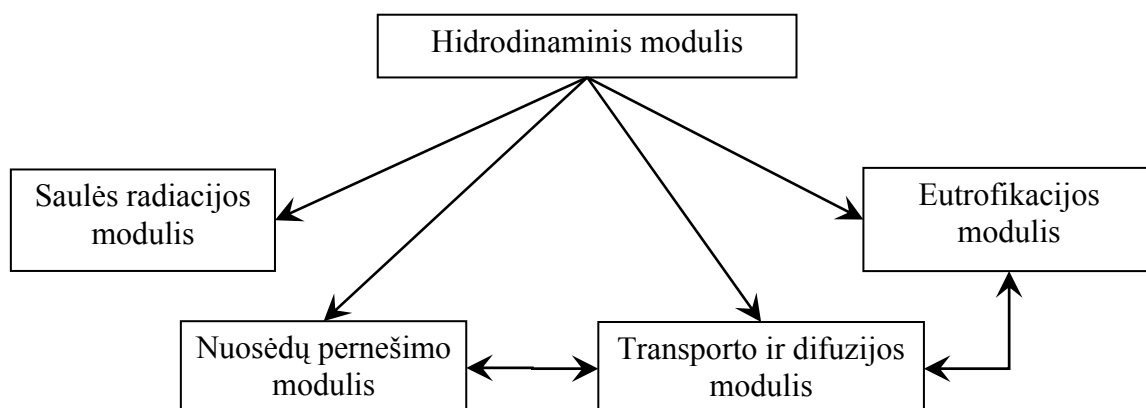 Hidrodinaminis modulis
Saulės radiacijos
modulis
Eutrofikacijos
modulis
Nuosėdų pernešimo
modulis
Transporto ir difuzijos
modulis